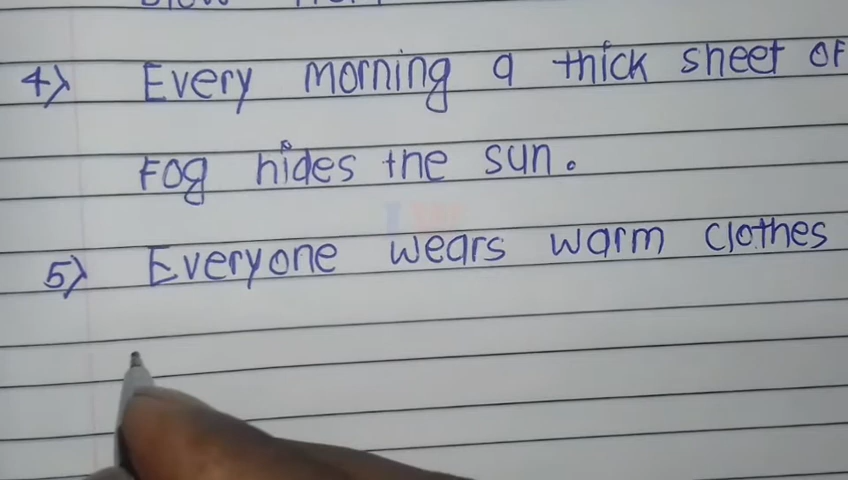 4) Every morning a thick sheet of
Fog hides the sun.
5) Everyone wears warm clothes